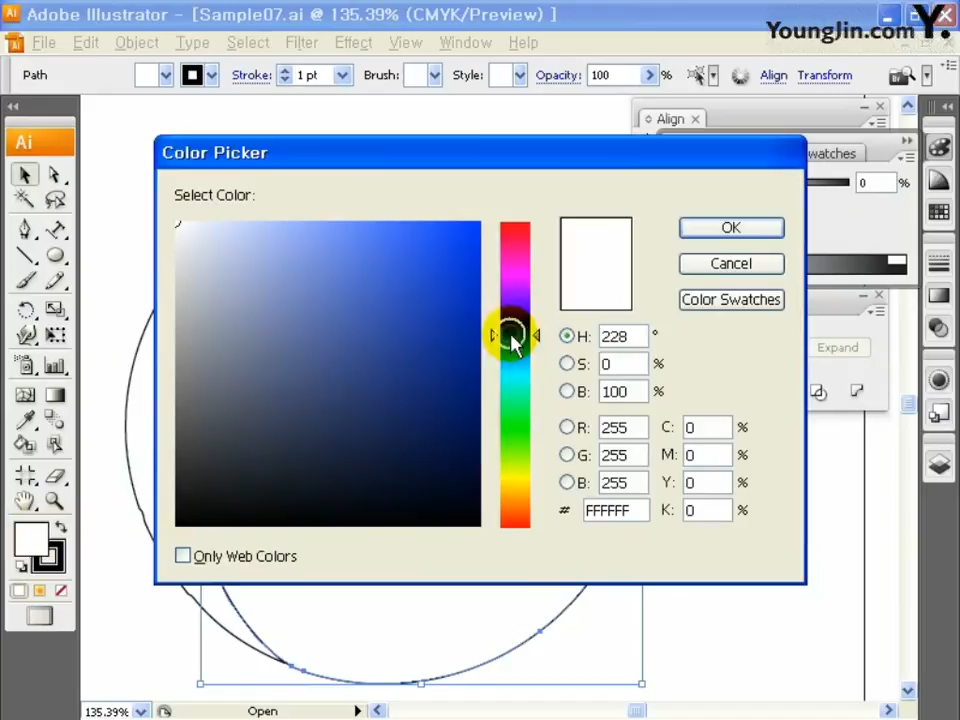 Ai Adobe Illustrator - [Sample07.ai @ 135.39% (CMYK/Preview) ]
YoungJin.com Y.
File Edit Object Type Select Filter Effect View Window Help
Path Stroke: 1 pt Brush: Style: Opacity: 100 % Align Transform
Align
Ai
Color Picker
watches
0 %
Select Color:
OK
Cancel
Color Swatches
H: 228 °
Expand
S: 0 %
B: 100 %
R: 255 C: 0 %
G: 255 M: 0 %
B: 255 Y: 0 %
# FFFFFF K: 0 %
Only Web Colors
135.39% Open